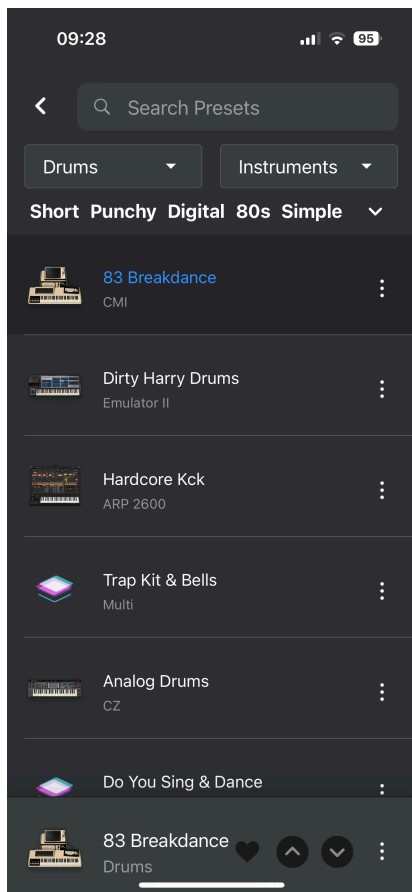 09:28
95
Search Presets
Drums
Instruments
Short Punchy Digital 80s Simple
83 Breakdance
CMI
Dirty Harry Drums
Emulator II
Hardcore Kck
ARP 2600
Trap Kit & Bells
Multi
Analog Drums
CZ
Do You Sing & Dance
83 Breakdance
Drums